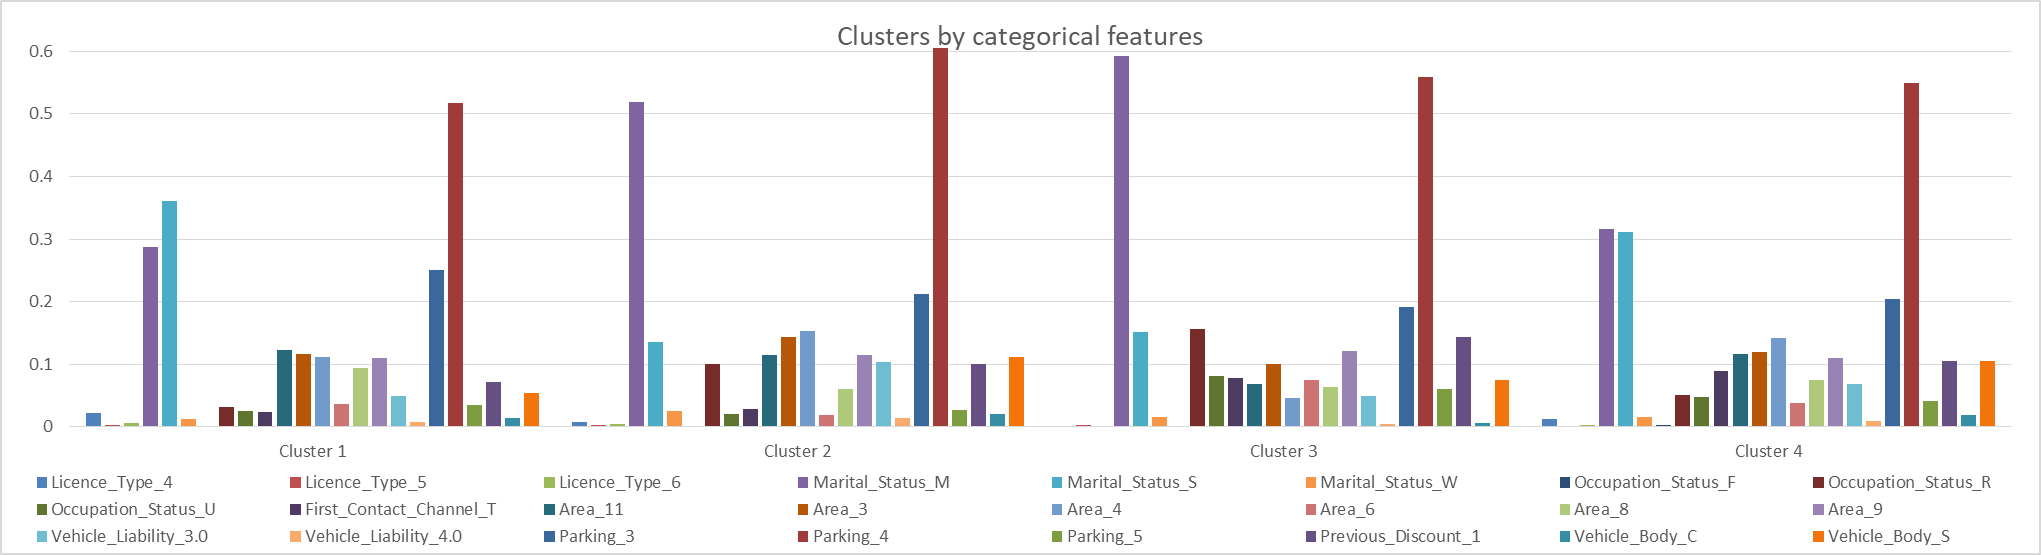 Clusters by categorical features
0.6
0.5
0.4
0.3
0.2
0.1
0
Cluster 1 Cluster 2 Cluster 3 Cluster 4
Licence_Type_4 Licence_Type_5 Licence_Type_6 Marital_Status_M Marital_Status_S Marital_Status_W Occupation_Status_F Occupation_Status_R
Occupation_Status_U First_Contact_Channel_T Area_11 Area_3 Area_4 Area_6 Area_8 Area_9
Vehicle_Liability_3.0 Vehicle_Liability_4.0 Parking_3 Parking_4 Parking_5 Previous_Discount_1 Vehicle_Body_C Vehicle_Body_S